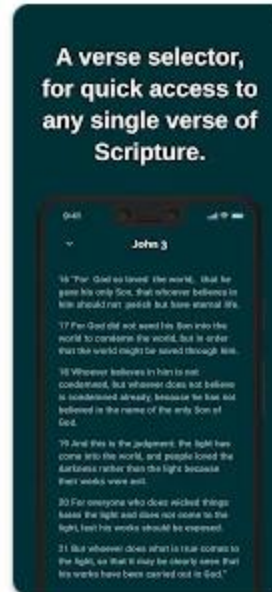 A verse selector,
for quick access to
any single verse of
Scripture.
9:41
John 3
16 "For God so loved the world, that he
gave his only Son, that whoever believes in
him should not perish but have eternal life.
17 For God did not send his Son into the
world to condemn the world, but in order
that the world might be saved through him.
18 Whoever believes in him is not
condemned, but whoever does not believe
is condemned already, because he has not
believed in the name of the only Son of
God.
19 And this is the judgment: the light has
come into the world, and people loved the
darkness rather than the light because
their works were evil.
20 For everyone who does wicked things
hates the light and does not come to the
light, lest his works should be exposed.
21 But whoever does what is true comes to
the light, so that it may be clearly seen that
his works have been carried out in God."